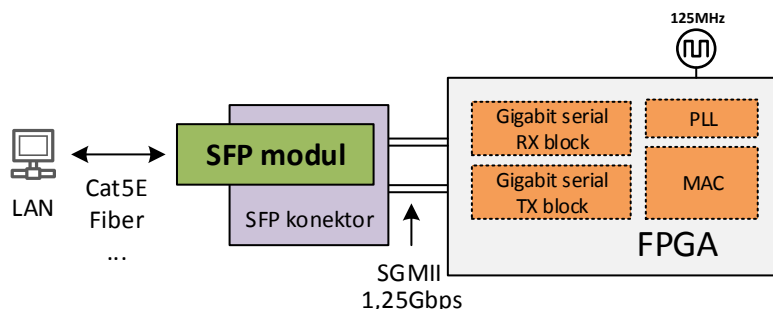 125MHz
Gigabit serial
RX block
PLL
SFP modul
MAC
LAN
Cat5E
Fiber
...
Gigabit serial
TX block
SFP konektor
FPGA
SGMII
1,25Gbps